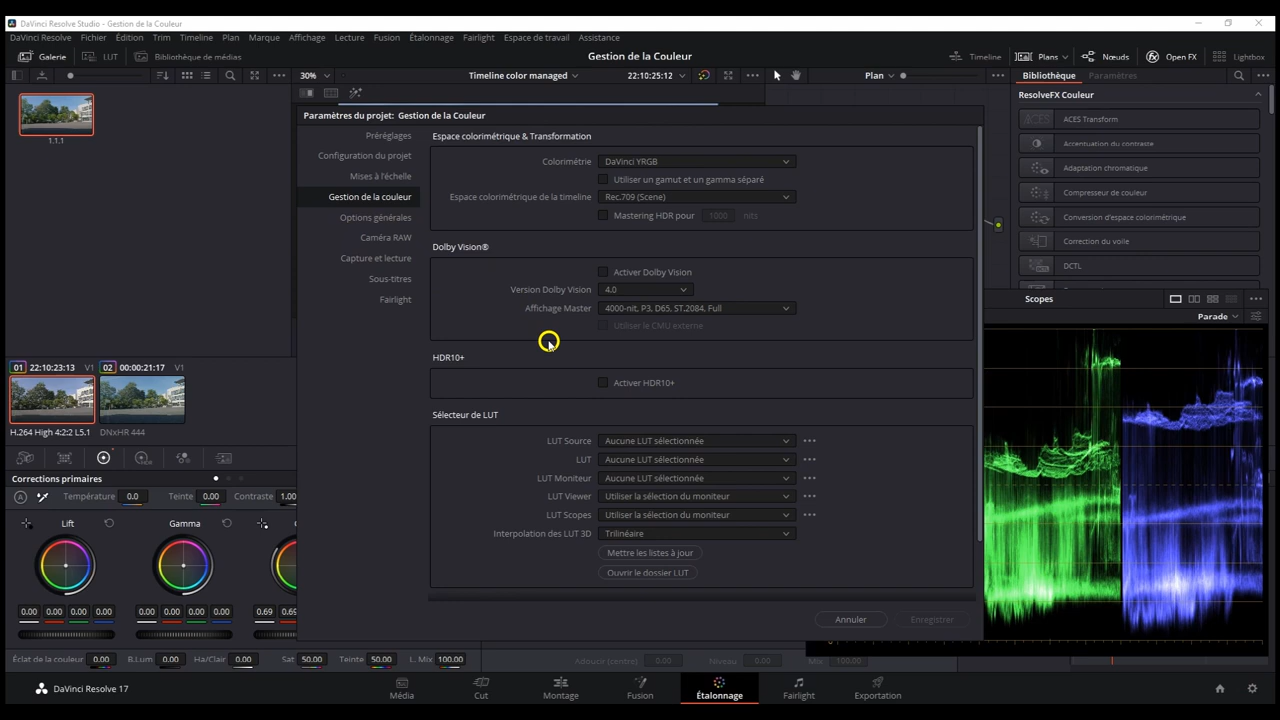 DaVinci Resolve Studio - Gestion de la Couleur
DaVinci Resolve Fichier Édition Trim Timeline Plan Marque Affichage Lecture Fusion Étalonnage Fairlight Espace de travail Assistance
Galerie LUT Bibliothèque de médias Gestion de la Couleur Timeline Plans Nœuds Open FX Lightbox
30% Timeline color managed 22:10:25:12 Plan Bibliothèque Paramètres
ResolveFX Couleur
ACES Transform
Accentuation du contraste
Adaptation chromatique
Compresseur de couleur
Conversion d'espace colorimétrique
Correction du voile
DCTL
1.1.1
Paramètres du projet: Gestion de la Couleur
Préréglages
Configuration du projet
Mises à l'échelle
Gestion de la couleur
Options générales
Caméra RAW
Capture et lecture
Sous-titres
Fairlight
Espace colorimétrique & Transformation
Colorimétrie DaVinci YRGB
Utiliser un gamut et un gamma séparé
Espace colorimétrique de la timeline Rec.709 (Scene)
Mastering HDR pour 1000 nits
Dolby Vision®
Activer Dolby Vision
Version Dolby Vision 4.0
Affichage Master 4000-nit, P3, D65, ST.2084, Full
Utiliser le CMU externe
HDR10+
Activer HDR10+
Sélecteur de LUT
LUT Source Aucune LUT sélectionnée
LUT Aucune LUT sélectionnée
LUT Moniteur Aucune LUT sélectionnée
LUT Viewer Utiliser la sélection du moniteur
LUT Scopes Utiliser la sélection du moniteur
Interpolation des LUT 3D Trilinéaire
Mettre les listes à jour
Ouvrir le dossier LUT
Annuler Enregistrer
Scopes
Parade
01 22:10:23:13 V1 02 00:00:21:17 V1
H.264 High 4:2:2 L5.1 DNxHR 444
Corrections primaires
Température 0.0 Teinte 0.00 Contraste 1.00
Lift Gamma
0.00 0.00 0.00 0.00 0.00 0.00 0.00 0.00 0.69 0.69
Éclat de la couleur 0.00 B.Lum 0.00 Ha/Clair 0.00 Sat 50.00 Teinte 50.00 L. Mix 100.00 Adoucir (centre) 0.00 Niveau 0.00 Mix 100.00
DaVinci Resolve 17 Média Cut Montage Fusion Étalonnage Fairlight Exportation